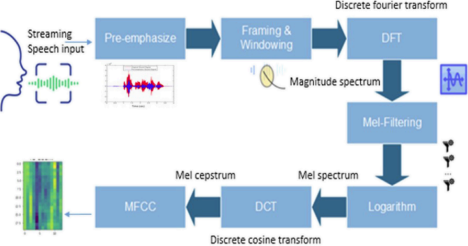 Discrete fourier transform
Streaming
Speech input
Pre-emphasize
Framing &
Windowing
DFT
Magnitude spectrum
Mel-Filtering
Mel cepstrum
Mel spectrum
MFCC
DCT
Logarithm
Discrete cosine transform